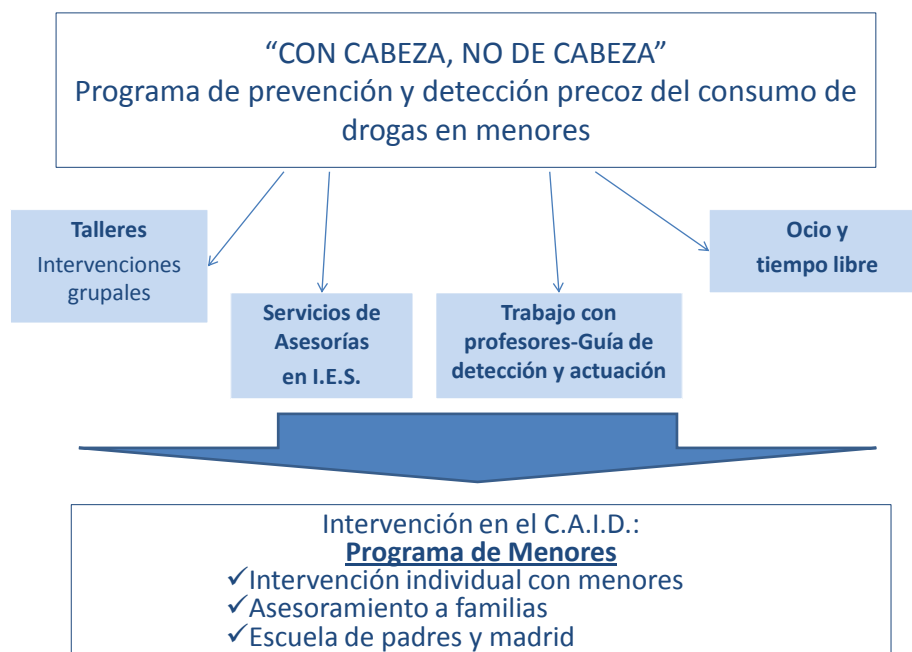 “CON CABEZA, NO DE CABEZA”
Programa de prevención y detección precoz del consumo de
drogas en menores
Talleres
Intervenciones
grupales
Servicios de
Asesorías
en I.E.S.
Trabajo con
profesores-Guía de
detección y actuación
Ocio y
tiempo libre
Intervención en el C.A.I.D.:
Programa de Menores
✓Intervención individual con menores
✓Asesoramiento a familias
✓Escuela de padres y madrid